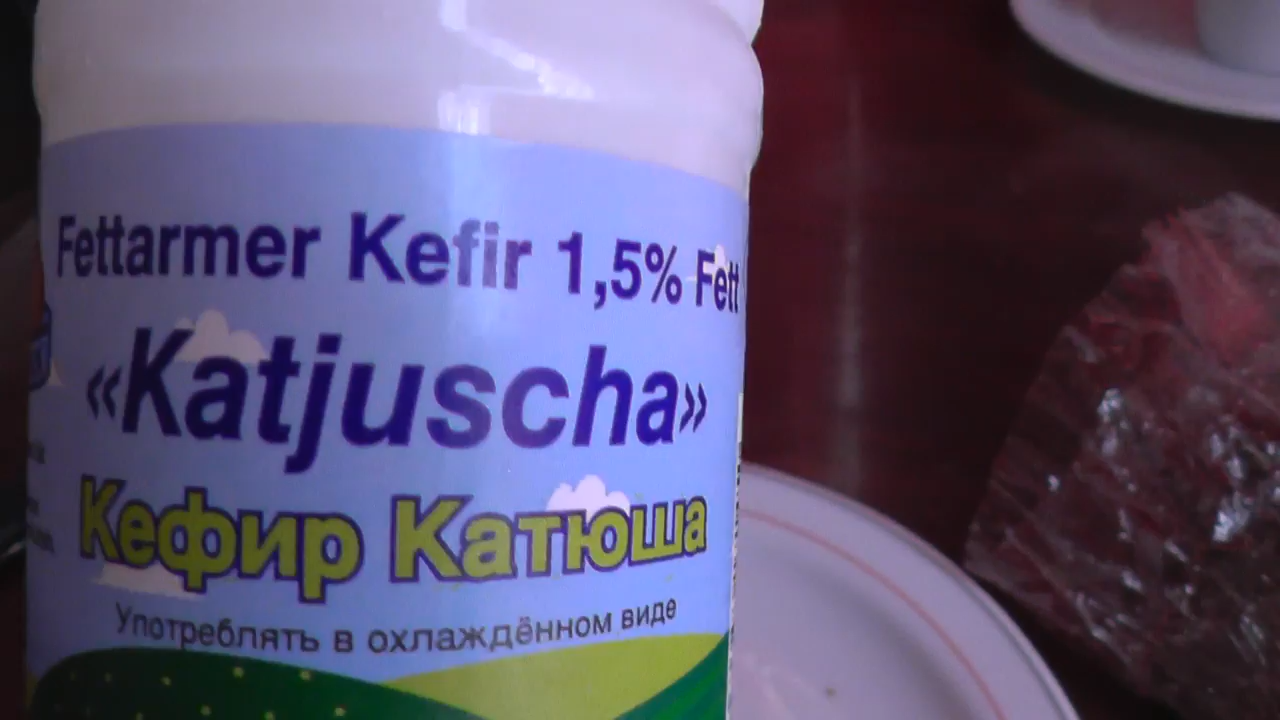 Fettarmer Kefir 1,5% Fett
«Katjuscha»
Кефир Катюша
Употреблять в охлаждённом виде